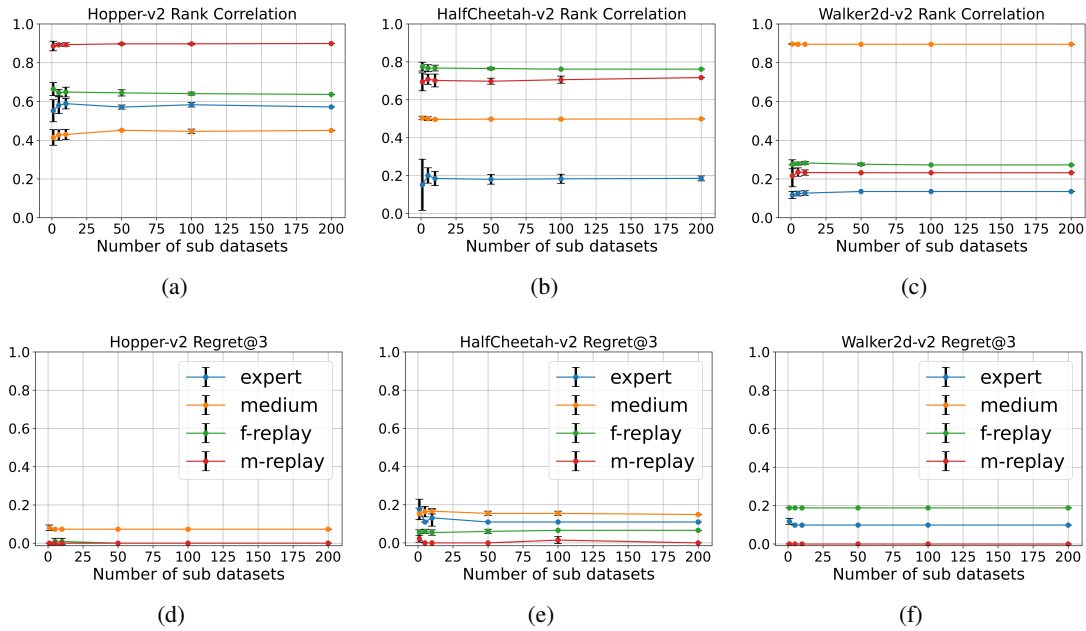 Hopper-v2 Rank Correlation
1.0
0.8
0.6
0.4
0.2
0.0
0 25 50 75 100 125 150 175 200
Number of sub datasets
(a)
HalfCheetah-v2 Rank Correlation
1.0
0.8
0.6
0.4
0.2
0.0
0 25 50 75 100 125 150 175 200
Number of sub datasets
(b)
Walker2d-v2 Rank Correlation
1.0
0.8
0.6
0.4
0.2
0.0
0 25 50 75 100 125 150 175 200
Number of sub datasets
(c)
Hopper-v2 Regret@3
1.0
0.8
0.6
0.4
0.2
0.0
expert
medium
f-replay
m-replay
0 25 50 75 100 125 150 175 200
Number of sub datasets
(d)
HalfCheetah-v2 Regret@3
1.0
0.8
0.6
0.4
0.2
0.0
expert
medium
f-replay
m-replay
0 25 50 75 100 125 150 175 200
Number of sub datasets
(e)
Walker2d-v2 Regret@3
1.0
0.8
0.6
0.4
0.2
0.0
expert
medium
f-replay
m-replay
0 25 50 75 100 125 150 175 200
Number of sub datasets
(f)